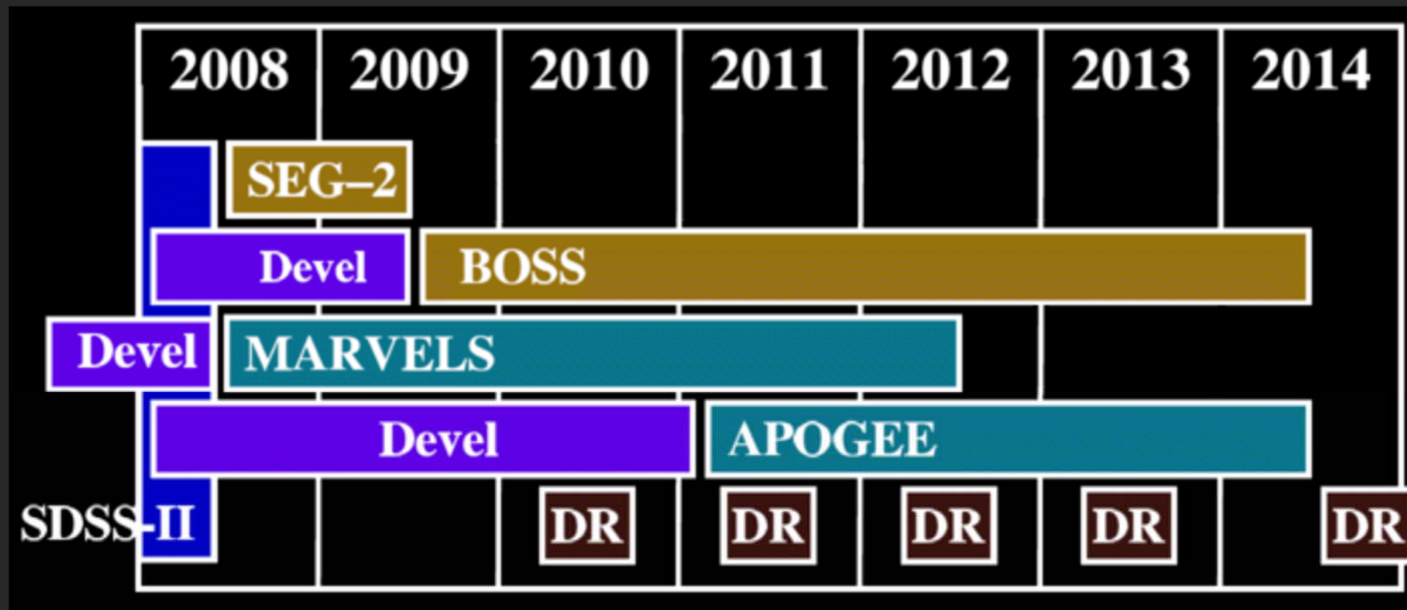 2008 2009 2010 2011 2012 2013 2014
SEG–2
Devel BOSS
Devel MARVELS
Devel APOGEE
SDSS-II DR DR DR DR DR